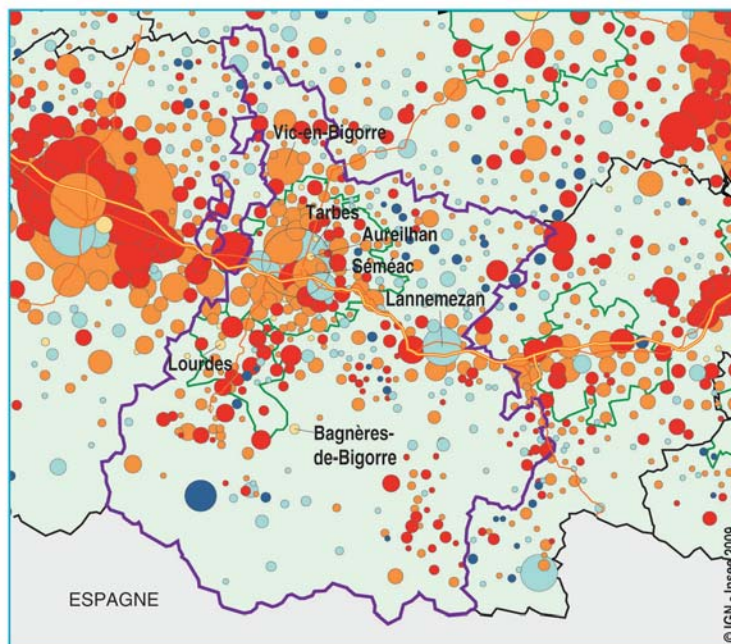 Vic-en-Bigorre
Tarbes
Aureilhan
Séméac
Lannemezan
Lourdes
Bagnères-
de-Bigorre
ESPAGNE
© IGN - Insee 2009